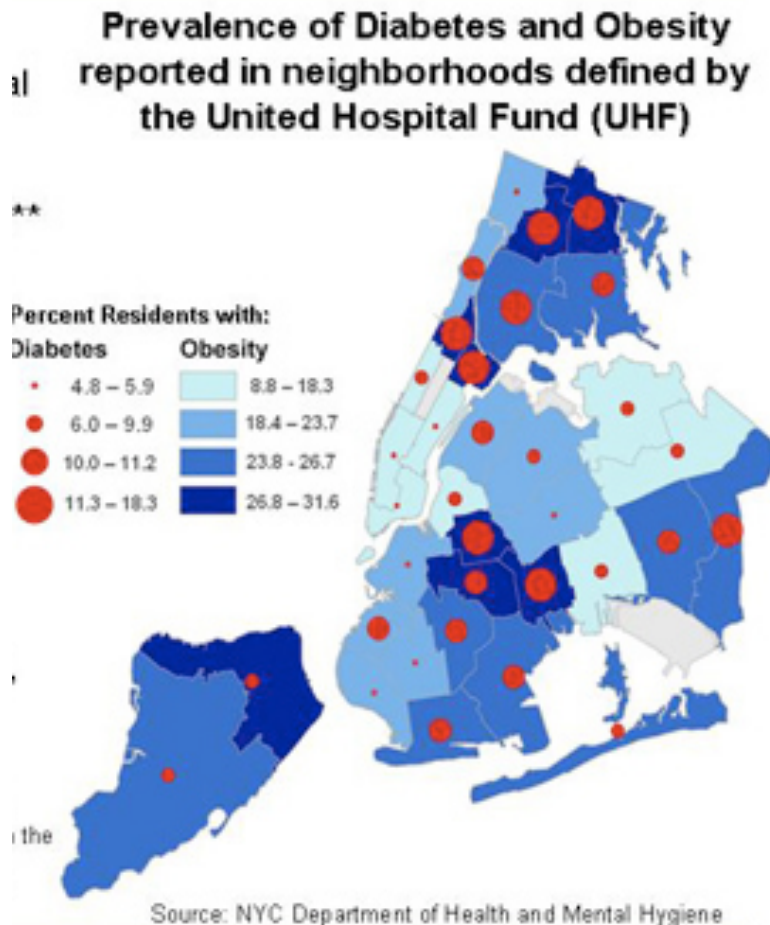 Prevalence of Diabetes and Obesity
reported in neighborhoods defined by
the United Hospital Fund (UHF)
al
**
Percent Residents with:
Diabetes Obesity
4.8 – 5.9 8.8 – 18.3
6.0 – 9.9 18.4 – 23.7
10.0 – 11.2 23.8 - 26.7
11.3 – 18.3 26.8 – 31.6
the
Source: NYC Department of Health and Mental Hygiene